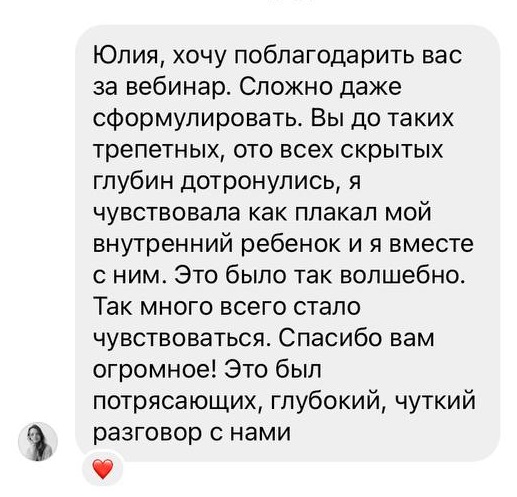 Юлия, хочу поблагодарить вас
за вебинар. Сложно даже
сформулировать. Вы до таких
трепетных, ото всех скрытых
глубин дотронулись, я
чувствовала как плакал мой
внутренний ребенок и я вместе
с ним. Это было так волшебно.
Так много всего стало
чувствоваться. Спасибо вам
огромное! Это был
потрясающих, глубокий, чуткий
разговор с нами